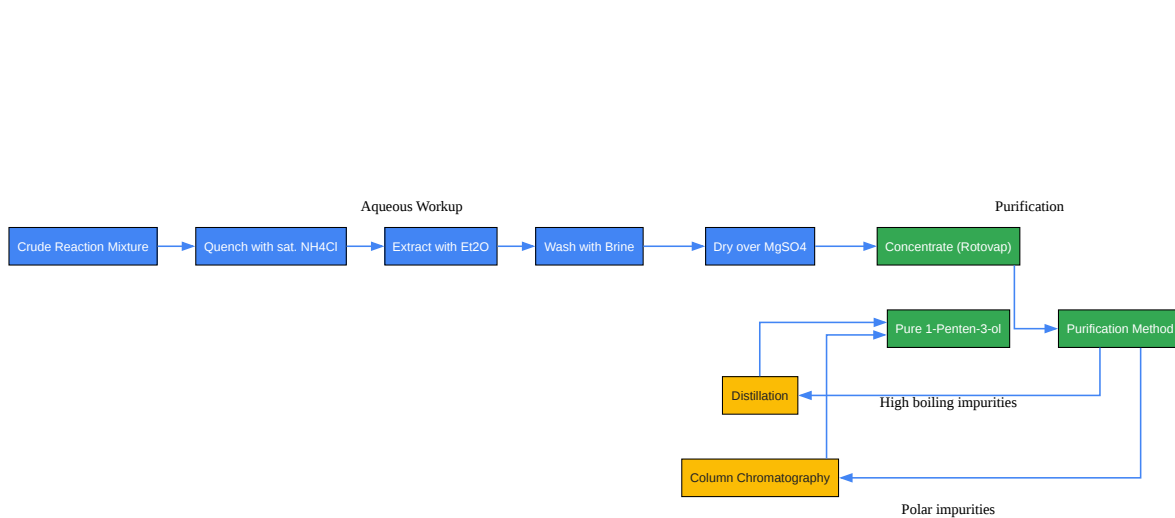 Aqueous Workup
Purification
Crude Reaction Mixture
Quench with sat. NH4Cl
Extract with Et2O
Wash with Brine
Dry over MgSO4
Concentrate (Rotovap)
Pure 1-Penten-3-ol
Purification Method
Distillation
High boiling impurities
Column Chromatography
Polar impurities